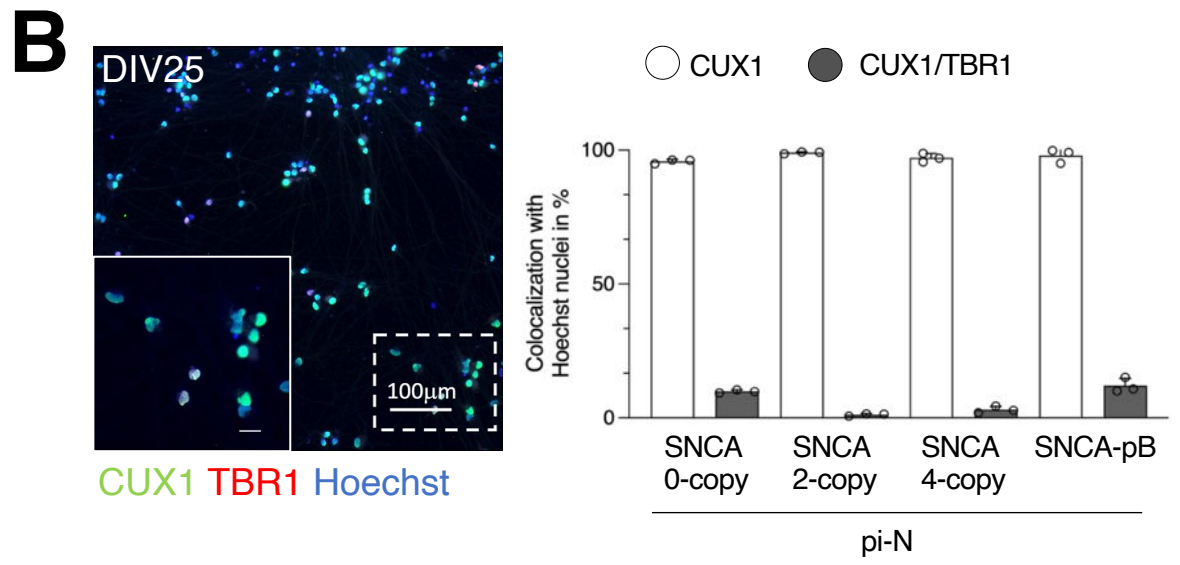 B
DIV25
100μm
CUX1 TBR1 Hoechst
CUX1
CUX1/TBR1
Colocalization with
Hoechst nuclei in %
100
50
0
SNCA
0-copy
SNCA
2-copy
SNCA
4-copy
SNCA-pB
pi-N